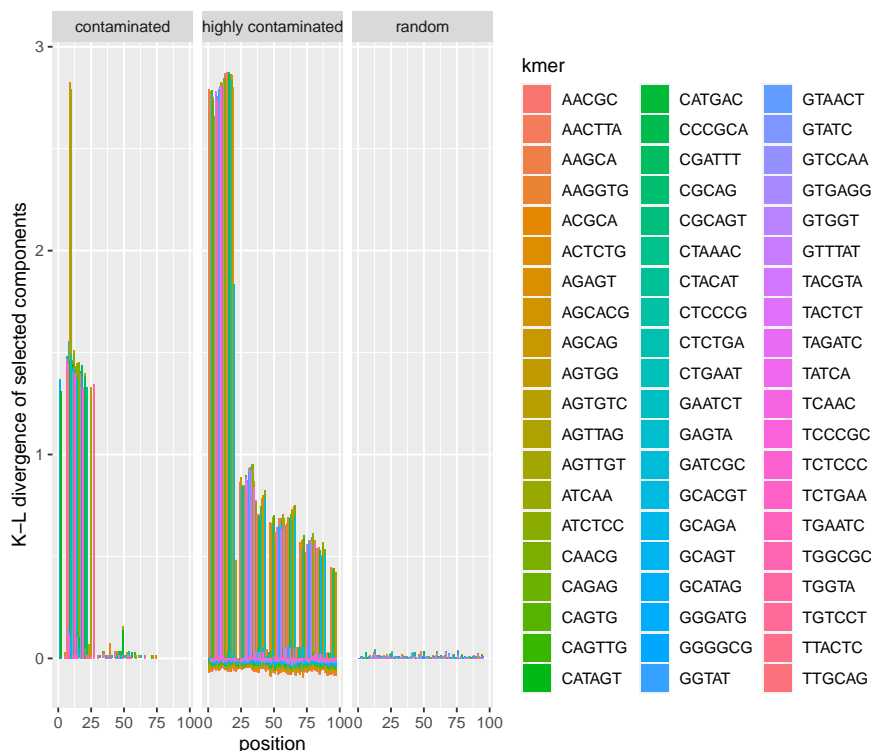 contaminated highly contaminated random
3
2
1
0
K−L divergence of selected components
0 25 50 75 100 0 25 50 75 100 0 25 50 75 100
position
kmer
AACGC CATGAC GTAACT
AACTTA CCCGCA GTATC
AAGCA CGATTT GTCCAA
AAGGTG CGCAG GTGAGG
ACGCA CGCAGT GTGGT
ACTCTG CTAAAC GTTTAT
AGAGT CTACAT TACGTA
AGCACG CTCCCG TACTCT
AGCAG CTCTGA TAGATC
AGTGG CTGAAT TATCA
AGTGTC GAATCT TCAAC
AGTTAG GAGTA TCCCGC
AGTTGT GATCGC TCTCCC
ATCAA GCACGT TCTGAA
ATCTCC GCAGA TGAATC
CAACG GCAGT TGGCGC
CAGAG GCATAG TGGTA
CAGTG GGGATG TGTCCT
CAGTTG GGGGCG TTACTC
CATAGT GGTAT TTGCAG